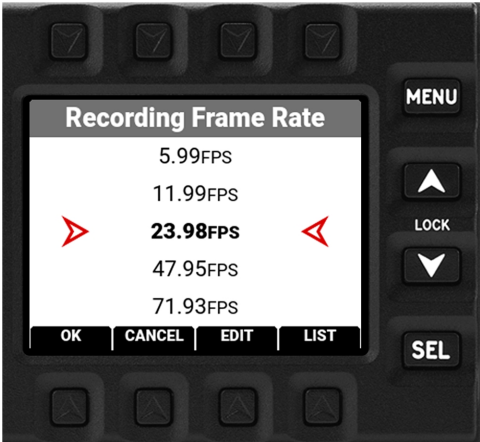 Recording Frame Rate
5.99FPS
11.99FPS
23.98FPS
47.95FPS
71.93FPS
OK CANCEL EDIT LIST
MENU
LOCK
SEL